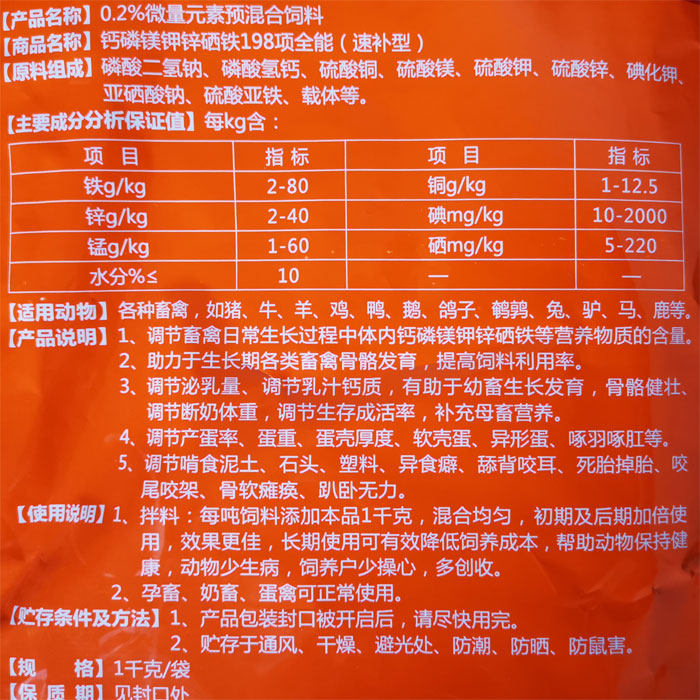 【产品名称】0.2%微量元素预混合饲料
【商品名称】钙磷镁钾锌硒铁198项全能（速补型）
【原料组成】磷酸二氢钠、磷酸氢钙、硫酸铜、硫酸镁、硫酸钾、硫酸锌、碘化钾、
亚硒酸钠、硫酸亚铁、载体等。
【主要成分分析保证值】每kg含：
项 目 指 标 项 目 指 标
铁g/kg 2-80 铜g/kg 1-12.5
锌g/kg 2-40 碘mg/kg 10-2000
锰g/kg 1-60 硒mg/kg 5-220
水分%≤ 10 — —
【适用动物】各种畜禽，如猪、牛、羊、鸡、鸭、鹅、鸽子、鹌鹑、兔、驴、马、鹿等。
【产品说明】1、调节畜禽日常生长过程中体内钙磷镁钾锌硒铁等营养物质的含量。
2、助力于生长期各类畜禽骨骼发育，提高饲料利用率。
3、调节泌乳量、调节乳汁钙质，有助于幼畜生长发育，骨骼健壮、
调节断奶体重，调节生存成活率，补充母畜营养。
4、调节产蛋率、蛋重、蛋壳厚度、软壳蛋、异形蛋、啄羽啄肛等。
5、调节啃食泥土、石头、塑料、异食癖、舔背咬耳、死胎掉胎、咬
尾咬架、骨软瘫痪、趴卧无力。
【使用说明】1、拌料：每吨饲料添加本品1千克，混合均匀，初期及后期加倍使
用，效果更佳，长期使用可有效降低饲养成本，帮助动物保持健
康，动物少生病，饲养户少操心，多创收。
2、孕畜、奶畜、蛋禽可正常使用。
【贮存条件及方法】1、产品包装封口被开启后，请尽快用完。
2、贮存于通风、干燥、避光处、防潮、防晒、防鼠害。
【规 格】1千克/袋
【保 质 期】见封口处